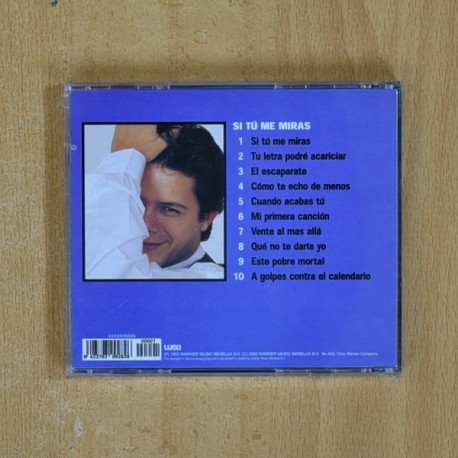 SI TÚ ME MIRAS
1 Si tú me miras
2 Tu letra podré acariciar
3 El escaparate
4 Cómo te echo de menos
5 Cuando acabas tú
6 Mi primera canción
7 Vente al mas allá
8 Qué no te daría yo
9 Este pobre mortal
10 A golpes contra el calendario
wea